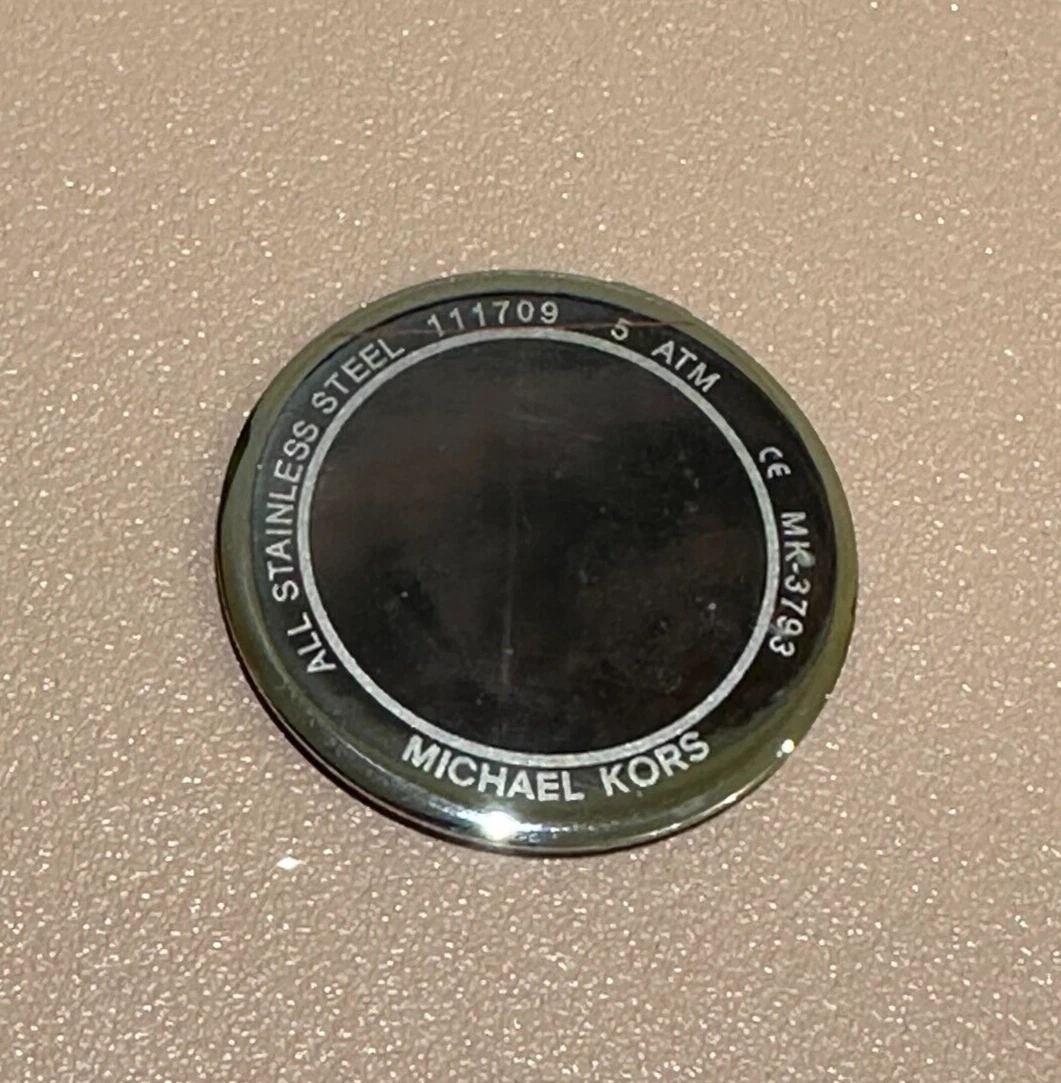 ALL STAINLESS STEEL 111709 5 ATM CE MK-3793
MICHAEL KORS